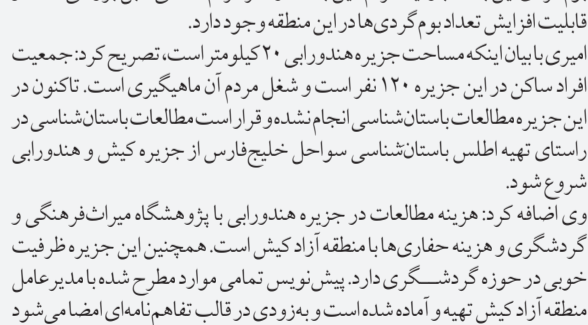 قابلیت افزایش تعداد بوم گردی ها در این منطقه وجود دارد.
امیری با بیان اینکه مساحت جزیره هندورابی ۲۰ کیلومتر است، تصریح کرد: جمعیت
افراد ساکن در این جزیره ۱۲۰ نفر است و شغل مردم آن ماهیگیری است. تاکنون در
این جزیره مطالعات باستان‌شناسی انجام نشده و قرار است مطالعات باستان‌شناسی در
راستای تهیه اطلس باستان‌شناسی سواحل خلیج‌فارس از جزیره کیش و هندورابی
شروع شود.
وی اضافه کرد: هزینه مطالعات در جزیره هندورابی با پژوهشگاه میراث‌فرهنگی و
گردشگری و هزینه حفاری‌ها با منطقه آزاد کیش است. همچنین این جزیره ظرفیت
خوبی در حوزه گردشگری دارد. پیش‌نویس تمامی موارد مطرح شده با مدیرعامل
منطقه آزاد کیش تهیه و آماده شده است و به‌زودی در قالب تفاهم‌نامه‌ای امضا می‌شود